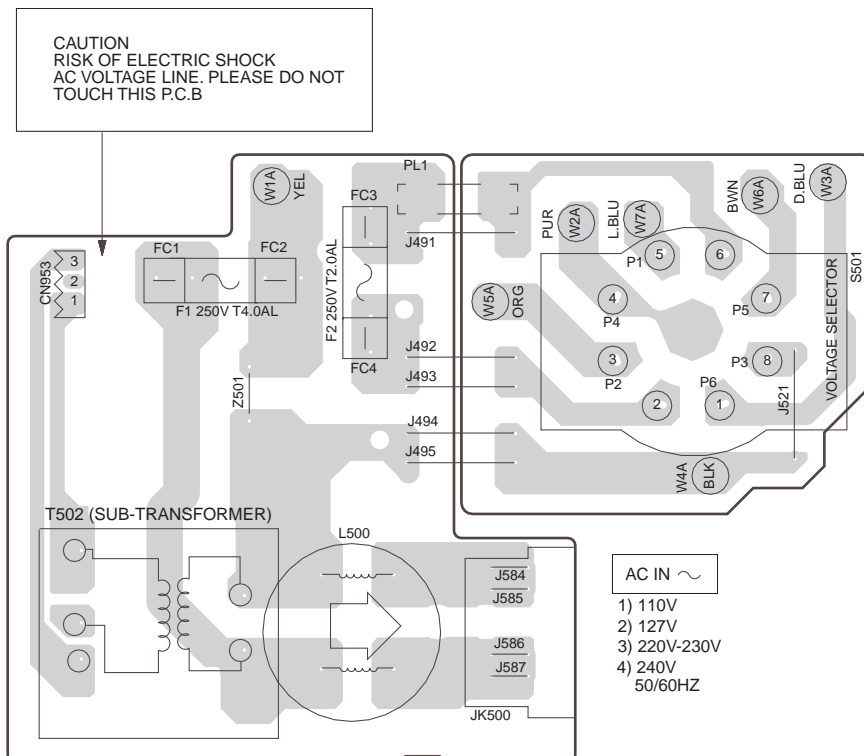 CAUTION
RISK OF ELECTRIC SHOCK
AC VOLTAGE LINE. PLEASE DO NOT
TOUCH THIS P.C.B
PL1
W1A
YEL
FC3
J491
F2 250V T2.0AL
FC4
CN953
3
2
1
FC1
FC2
F1 250V T4.0AL
Z501
J492
J493
J494
J495
PUR
W2A
L.BLU
W7A
BWN
W6A
D.BLU
W3A
S501
VOLTAGE SELECTOR
W5A
ORG
P1
5
6
4
P4
7
P5
3
P2
P3
8
2
P6
1
J521
W4A
BLK
T502 (SUB-TRANSFORMER)
L500
J584
J585
J586
J587
JK500
AC IN ~
1) 110V
2) 127V
3) 220V-230V
4) 240V
50/60HZ